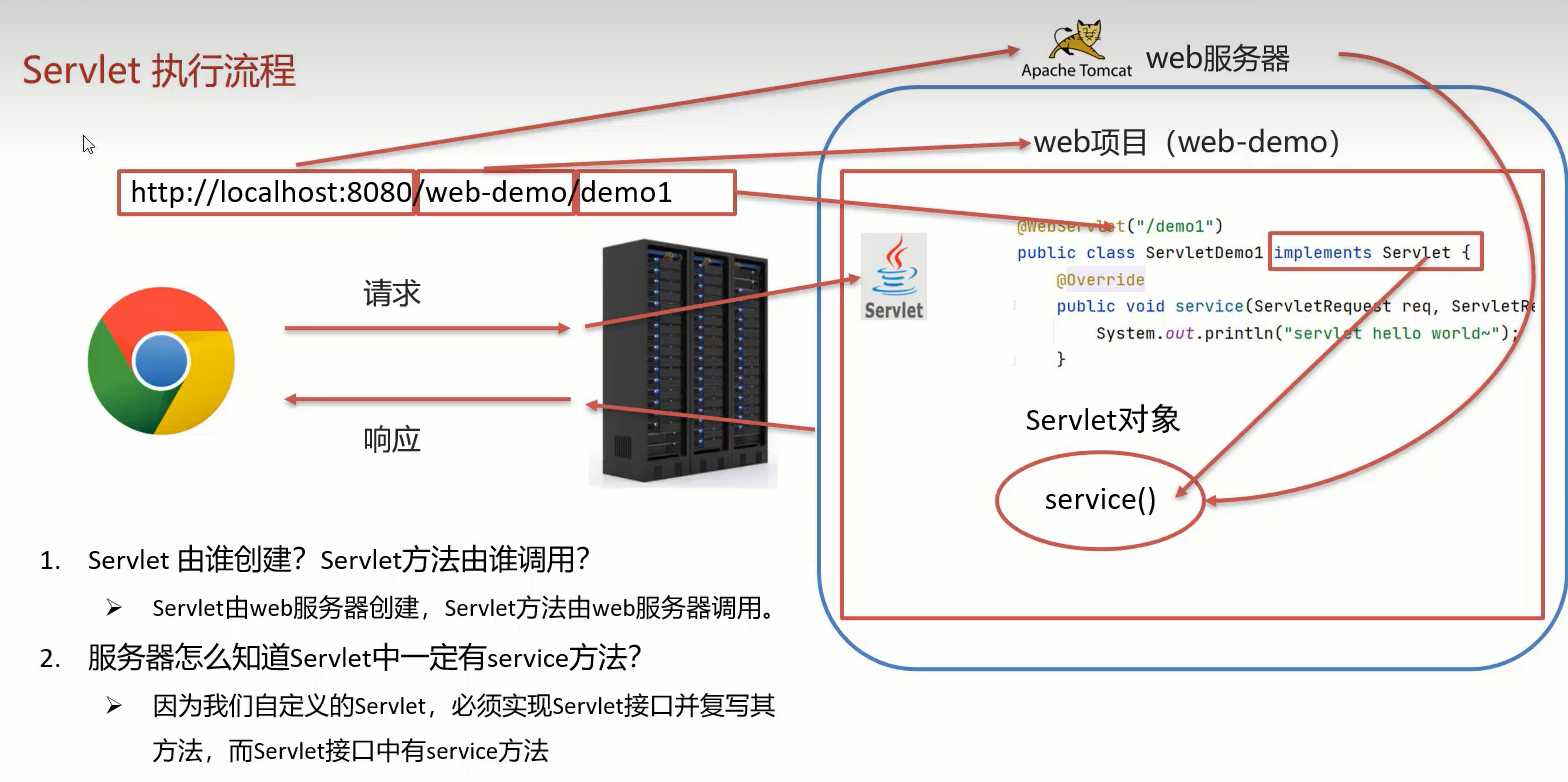 Servlet 执行流程
Apache Tomcat
web服务器
web项目（web-demo）
http://localhost:8080/web-demo/demo1
@WebServlet("/demo1")
public class ServletDemo1 implements Servlet {
@Override
public void service(ServletRequest req, ServletRe
System.out.println("servlet hello world~");
}
Servlet
请求
响应
Servlet对象
service()
1. Servlet 由谁创建？Servlet方法由谁调用？
➢ Servlet由web服务器创建，Servlet方法由web服务器调用。
2. 服务器怎么知道Servlet中一定有service方法？
➢ 因为我们自定义的Servlet，必须实现Servlet接口并复写其
方法，而Servlet接口中有service方法